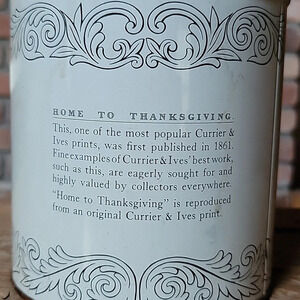 HOME TO THANKSGIVING
This, one of the most popular Currier &
Ives prints, was first published in 1861.
Fine examples of Currier & Ives' best work,
such as this, are eagerly sought for and
highly valued by collectors everywhere.
"Home to Thanksgiving" is reproduced
from an original Currier & Ives print.